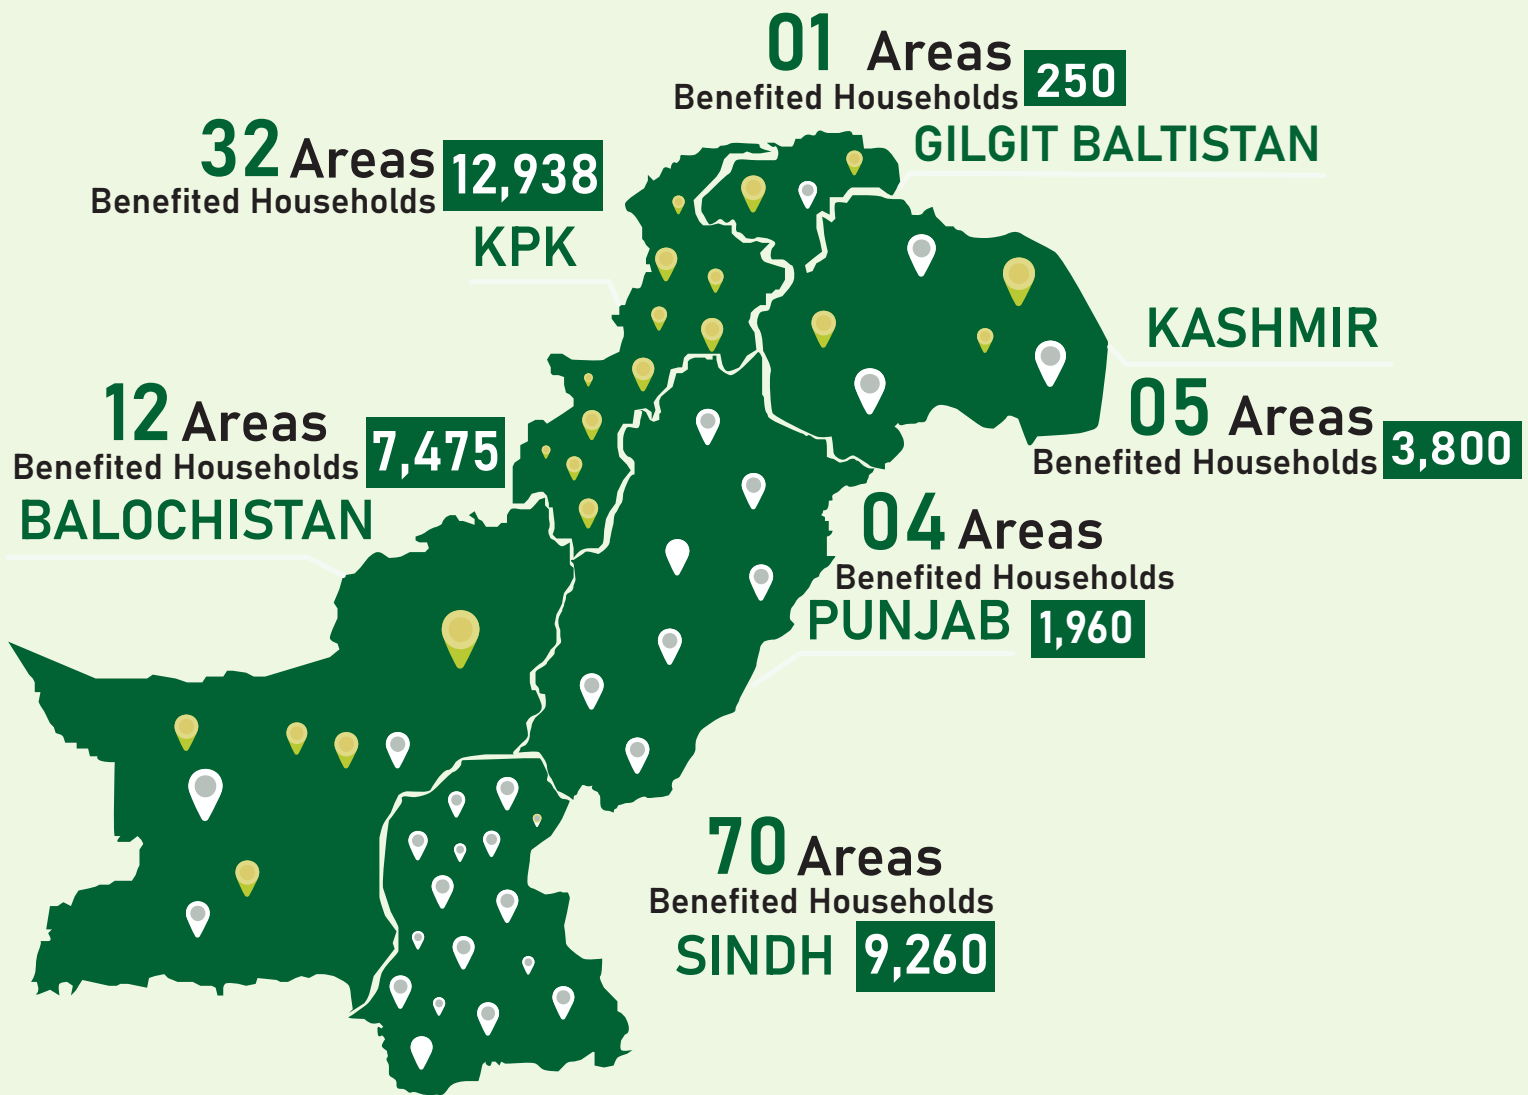 01 Areas
Benefited Households 250
GILGIT BALTISTAN
32 Areas
Benefited Households 12,938
KPK
KASHMIR
05 Areas
Benefited Households 3,800
12 Areas
Benefited Households 7,475
BALOCHISTAN
04 Areas
Benefited Households
PUNJAB 1,960
70 Areas
Benefited Households
SINDH 9,260